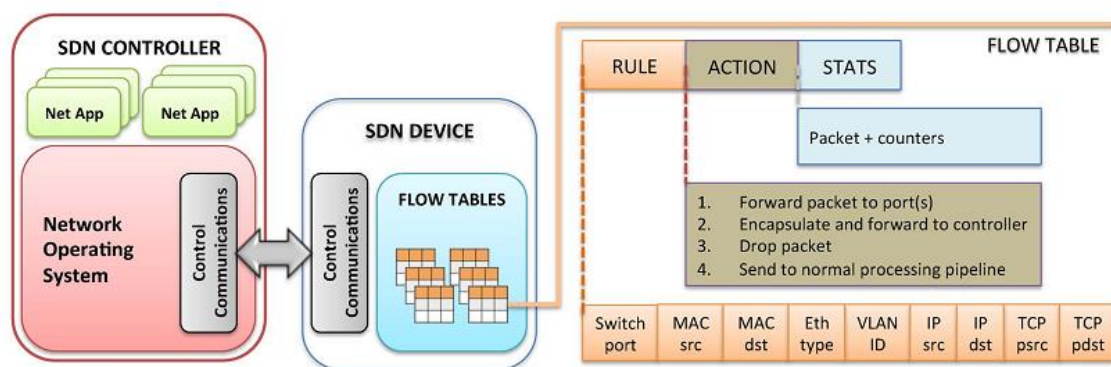 SDN CONTROLLER
Net App
Net App
Network
Operating
System
Control
Communications
SDN DEVICE
Control
Communications
FLOW TABLES
FLOW TABLE
RULE
ACTION
STATS
Packet + counters
1. Forward packet to port(s)
2. Encapsulate and forward to controller
3. Drop packet
4. Send to normal processing pipeline
Switch
port
MAC
src
MAC
dst
Eth
type
VLAN
ID
IP
src
IP
dst
TCP
psrc
TCP
pdst